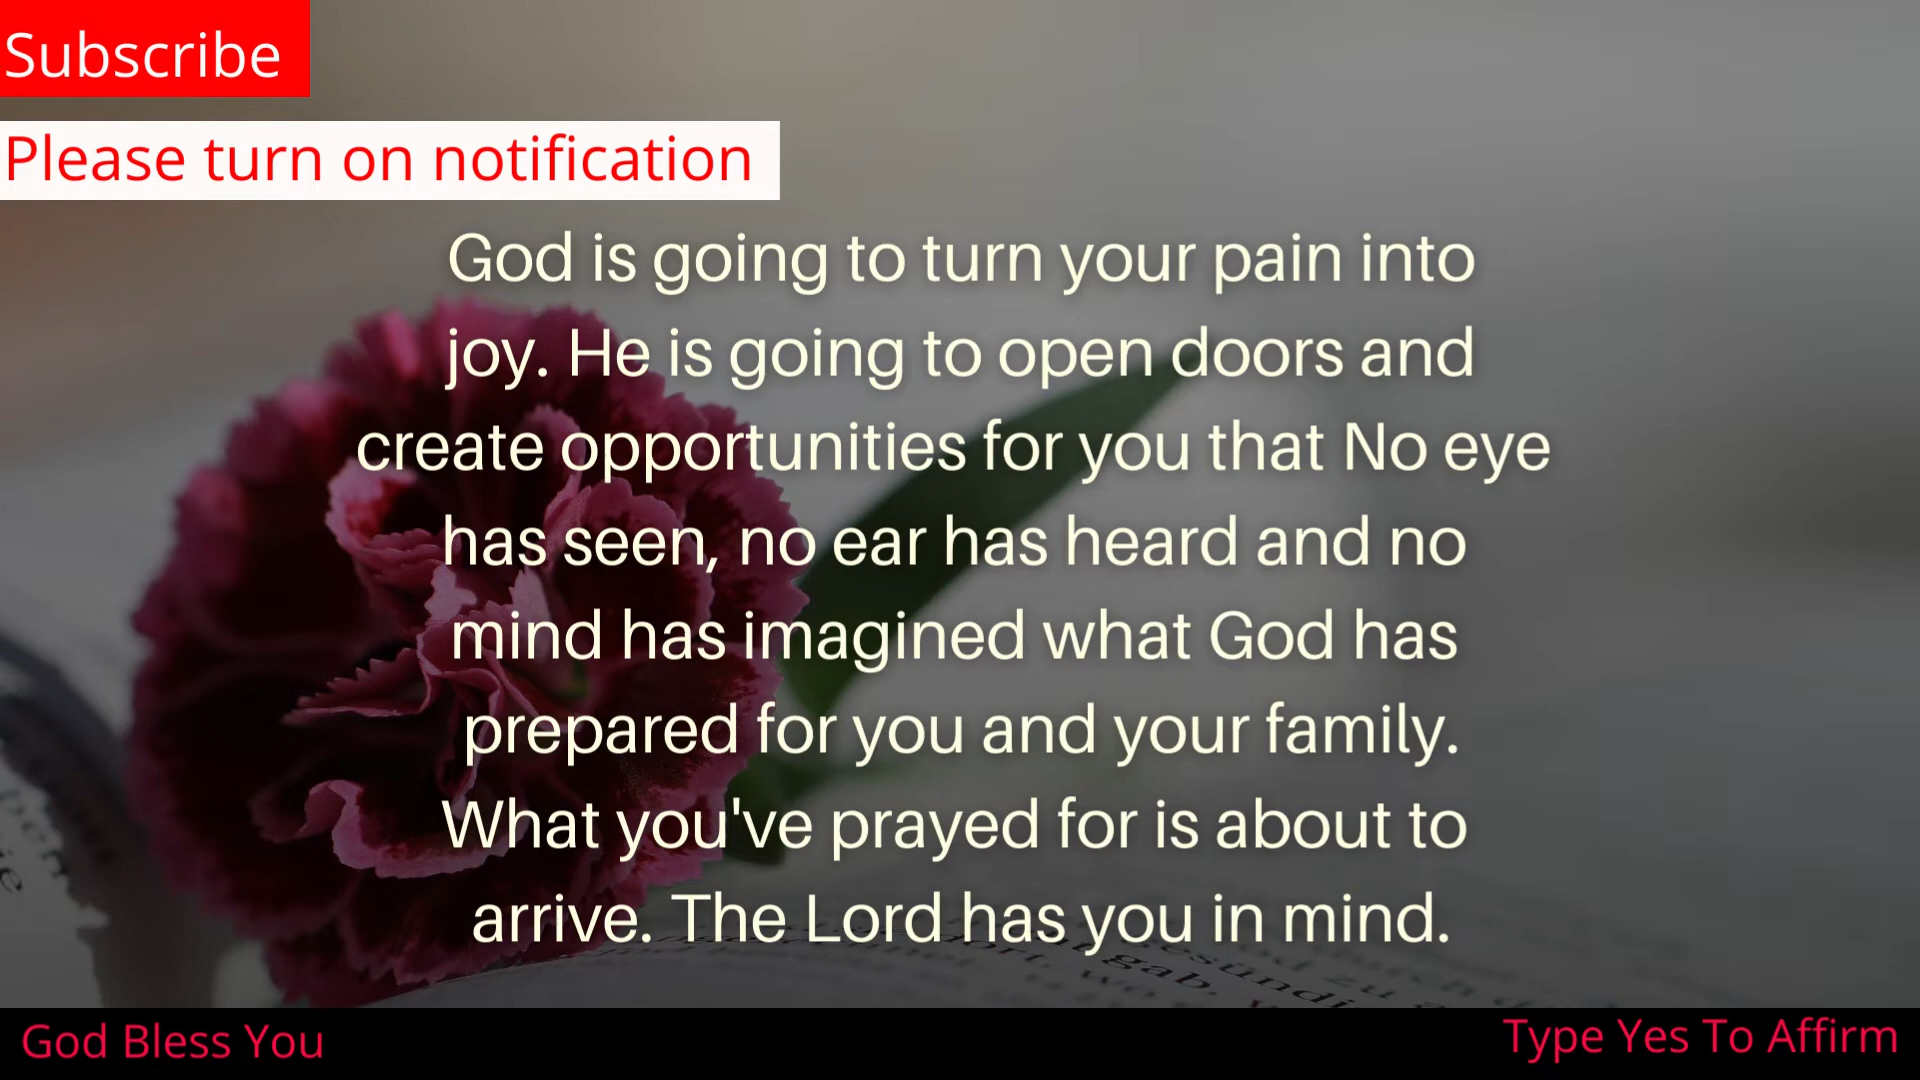 Subscribe
Please turn on notification
God is going to turn your pain into
joy. He is going to open doors and
create opportunities for you that No eye
has seen, no ear has heard and no
mind has imagined what God has
prepared for you and your family.
What you've prayed for is about to
arrive. The Lord has you in mind.
gab,
God Bless You
Type Yes To Affirm